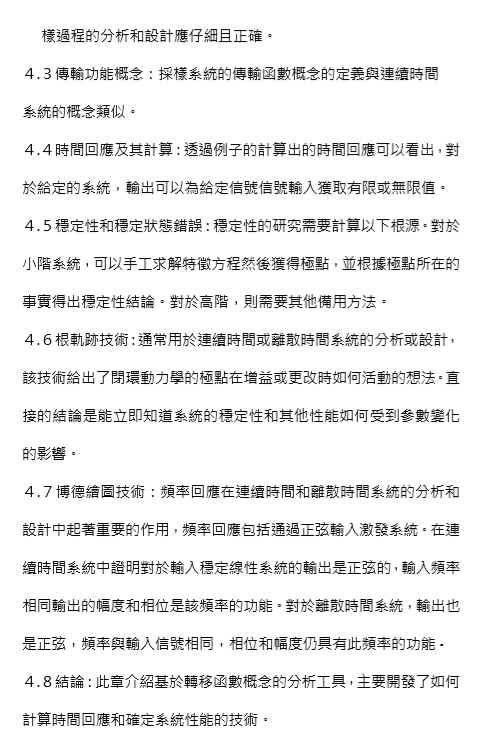 樣過程的分析和設計應仔細且正確。
4.3傳輸功能概念：採樣系統的傳輸函數概念的定義與連續時間
系統的概念類似。
4.4時間回應及其計算：透過例子的計算出的時間回應可以看出，對
於給定的系統，輸出可以為給定信號信號輸入獲取有限或無限值。
4.5穩定性和穩定狀態錯誤：穩定性的研究需要計算以下根源。對於
小階系統，可以手工求解特徵方程然後獲得極點，並根據極點所在的
事實得出穩定性結論。對於高階，則需要其他備用方法。
4.6根軌跡技術：通常用於連續時間或離散時間系統的分析或設計，
該技術給出了閉環動力學的極點在增益或更改時如何活動的想法。直
接的結論是能立即知道系統的穩定性和其他性能如何受到參數變化
的影響。
4.7博德繪圖技術：頻率回應在連續時間和離散時間系統的分析和
設計中起著重要的作用，頻率回應包括通過正弦輸入激發系統。在連
續時間系統中證明對於輸入穩定線性系統的輸出是正弦的，輸入頻率
相同輸出的幅度和相位是該頻率的功能。對於離散時間系統，輸出也
是正弦，頻率與輸入信號相同，相位和幅度仍具有此頻率的功能．
4.8結論：此章介紹基於轉移函數概念的分析工具，主要開發了如何
計算時間回應和確定系統性能的技術。